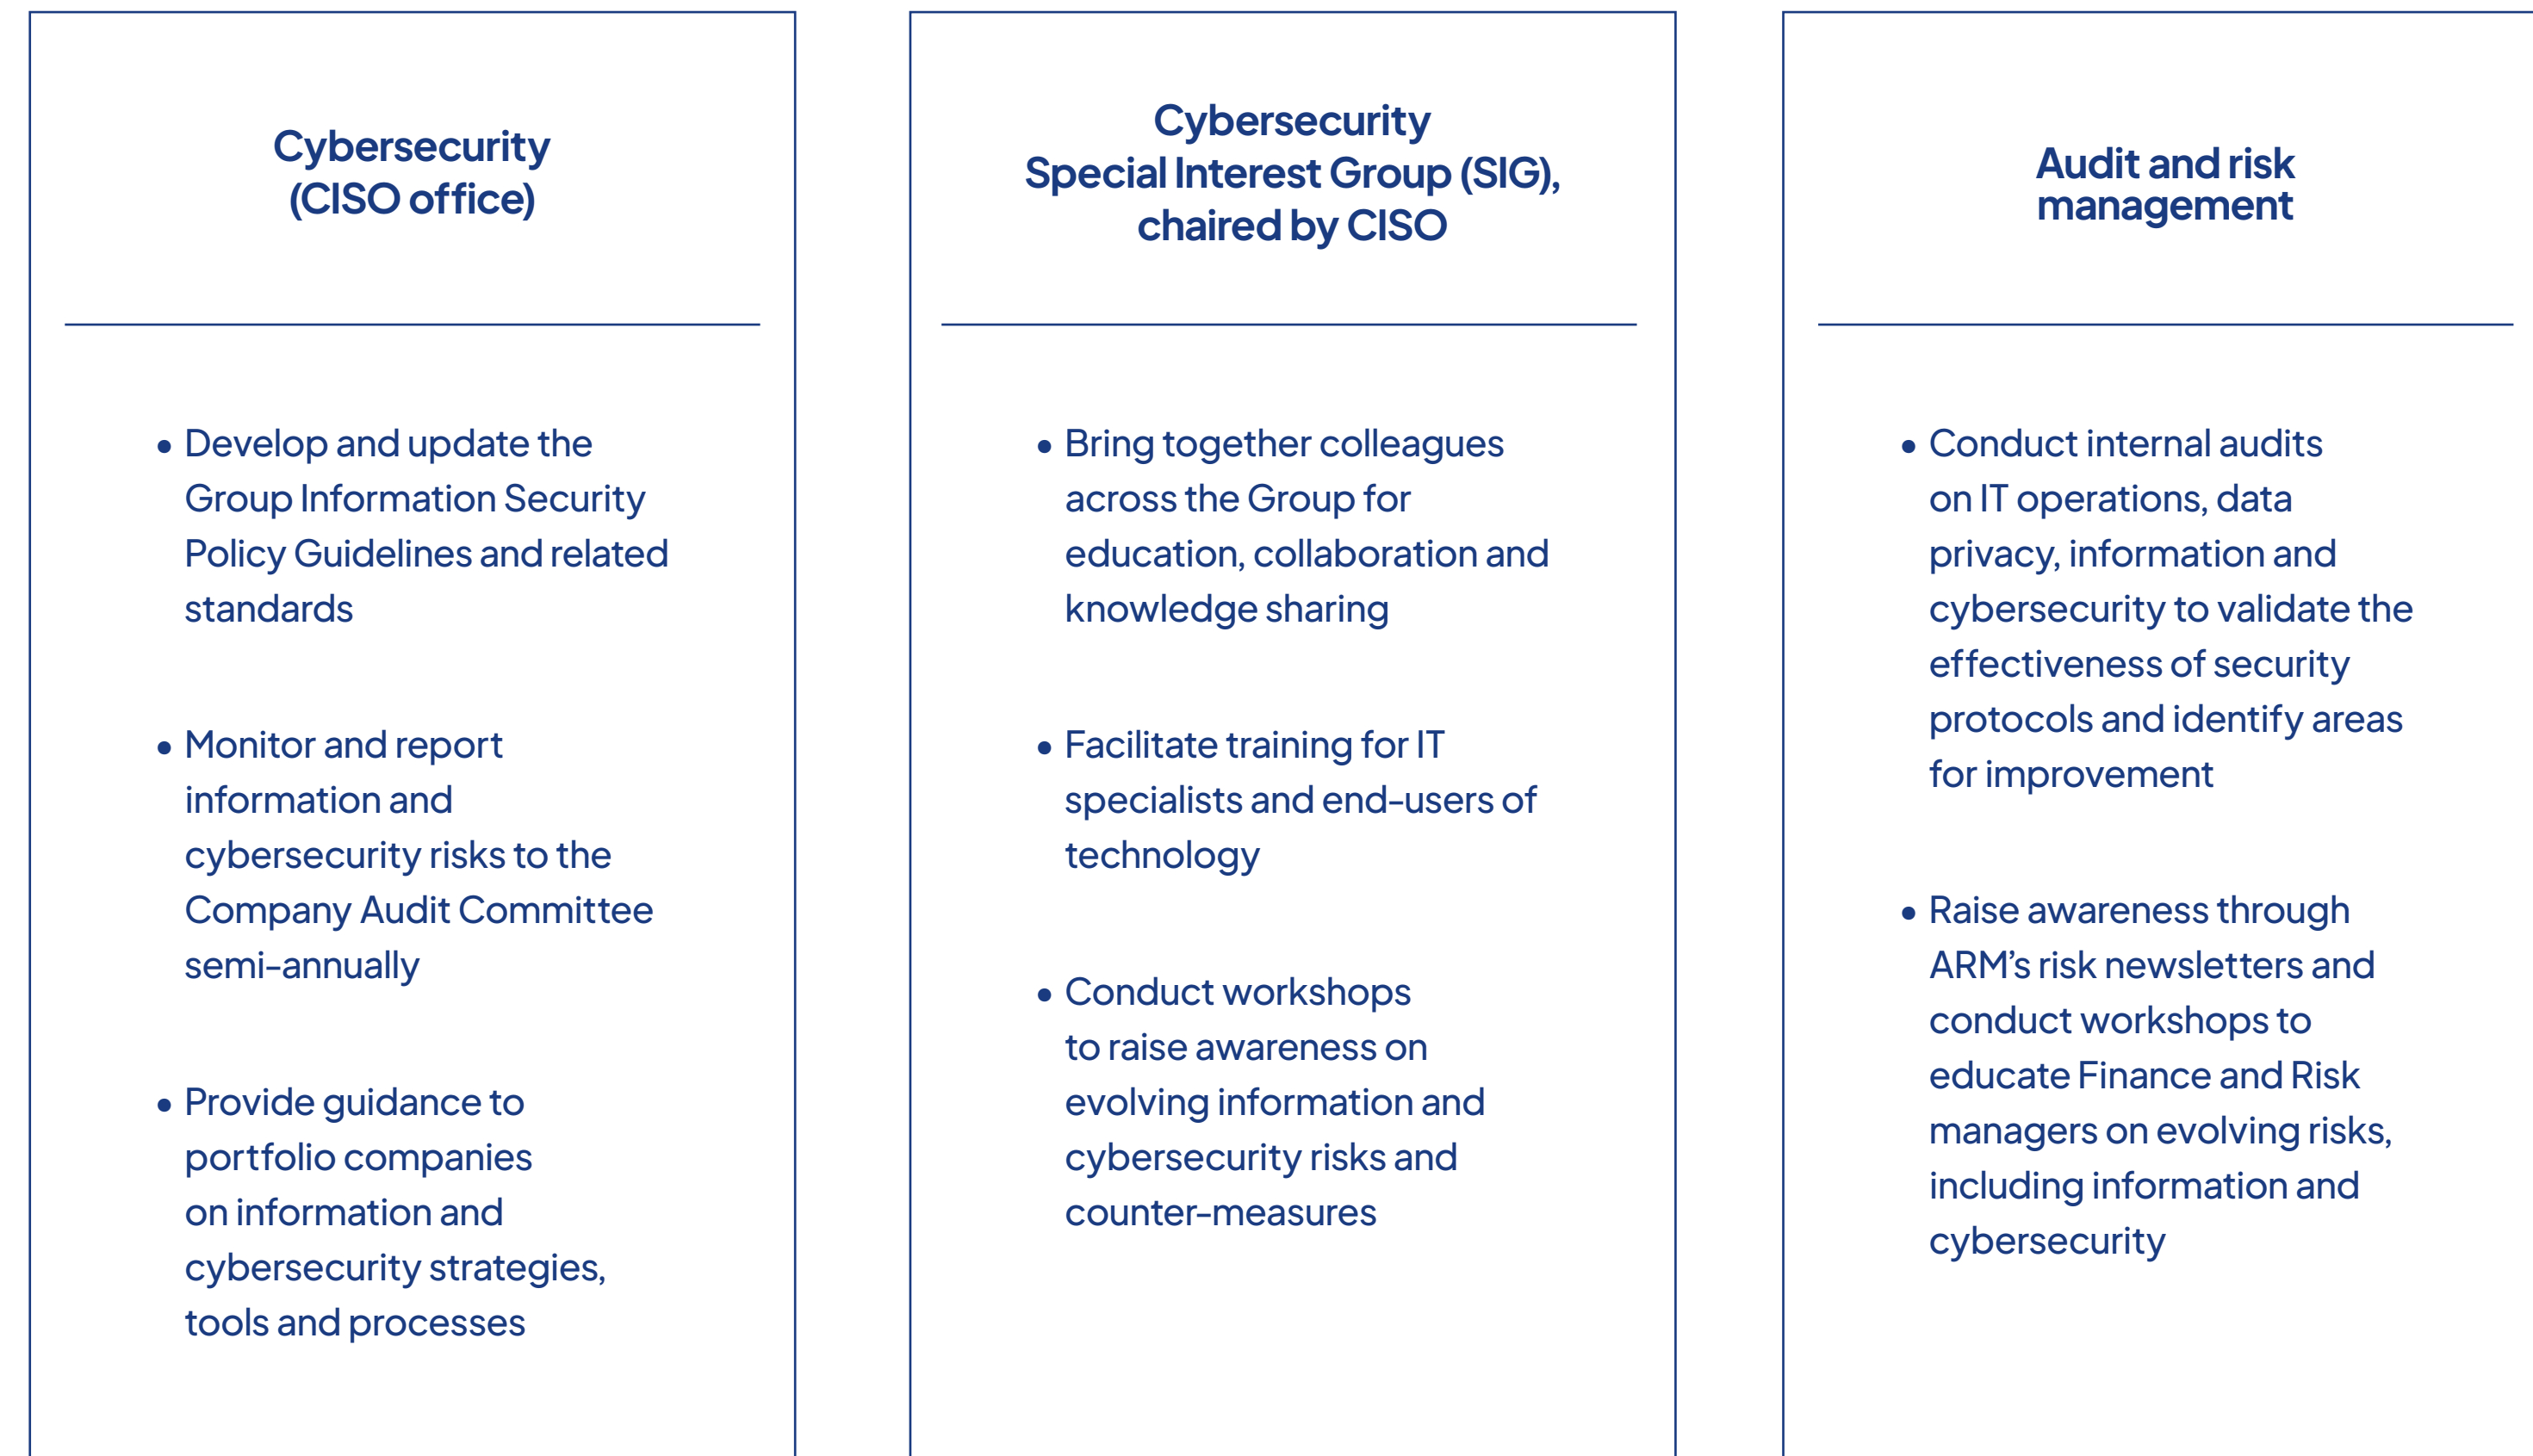 Cybersecurity
(CISO office)
• Develop and update the
Group Information Security
Policy Guidelines and related
standards
• Monitor and report
information and
cybersecurity risks to the
Company Audit Committee
semi-annually
• Provide guidance to
portfolio companies
on information and
cybersecurity strategies,
tools and processes
Cybersecurity
Special Interest Group (SIG),
chaired by CISO
• Bring together colleagues
across the Group for
education, collaboration and
knowledge sharing
• Facilitate training for IT
specialists and end-users of
technology
• Conduct workshops
to raise awareness on
evolving information and
cybersecurity risks and
counter-measures
Audit and risk
management
• Conduct internal audits
on IT operations, data
privacy, information and
cybersecurity to validate the
effectiveness of security
protocols and identify areas
for improvement
• Raise awareness through
ARM’s risk newsletters and
conduct workshops to
educate Finance and Risk
managers on evolving risks,
including information and
cybersecurity